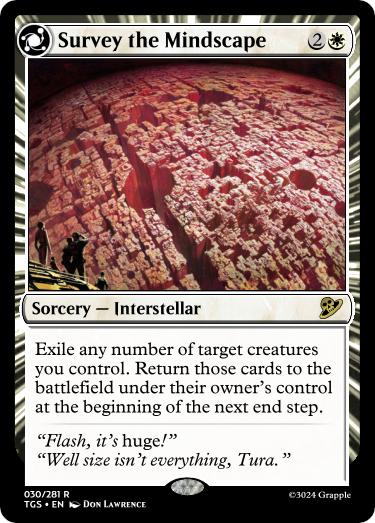 Survey the Mindscape 2
Sorcery — Interstellar
Exile any number of target creatures
you control. Return those cards to the
battlefield under their owner's control
at the beginning of the next end step.
"Flash, it's huge!"
"Well size isn't everything, Tura."
030/281 R
TGS • EN Don Lawrence
©3024 Grapple